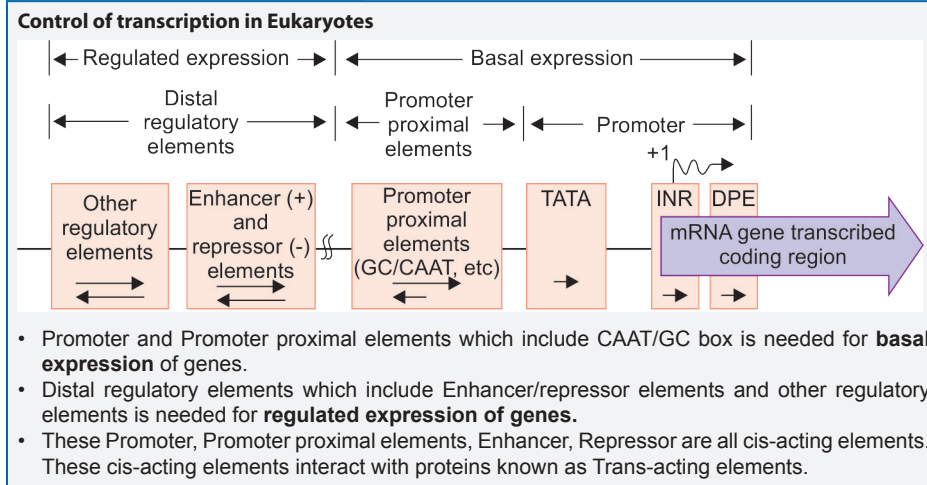 Control of transcription in Eukaryotes
Regulated expression
Basal expression
Distal
regulatory
elements
Promoter
proximal
elements
Promoter
+1
Other
regulatory
elements
Enhancer (+)
and
repressor (-)
elements
Promoter
proximal
elements
(GC/CAAT, etc)
TATA
INR
DPE
mRNA gene transcribed
coding region
• Promoter and Promoter proximal elements which include CAAT/GC box is needed for basal
expression of genes.
• Distal regulatory elements which include Enhancer/repressor elements and other regulatory
elements is needed for regulated expression of genes.
• These Promoter, Promoter proximal elements, Enhancer, Repressor are all cis-acting elements.
These cis-acting elements interact with proteins known as Trans-acting elements.